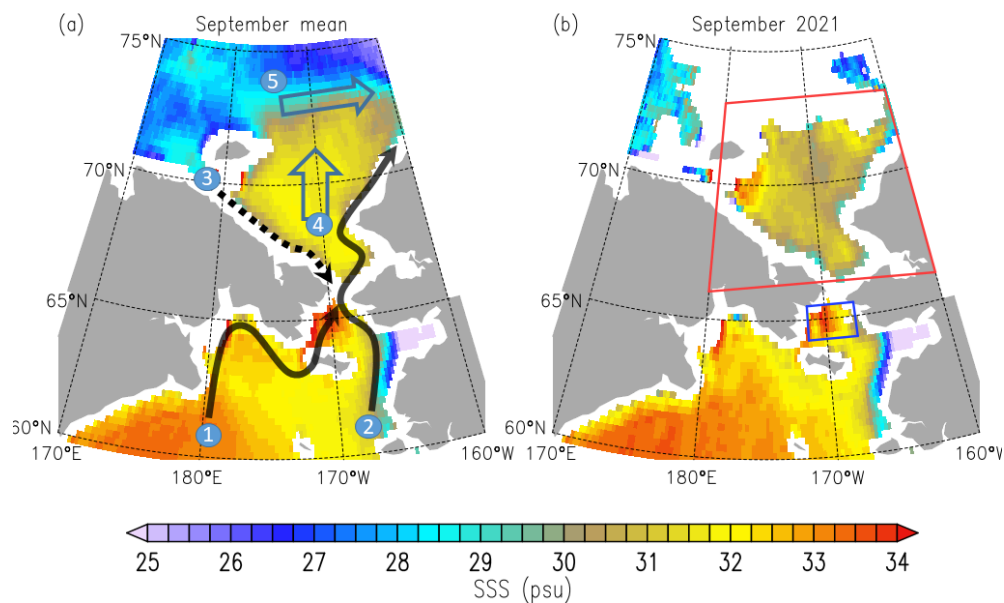 (a) September mean
(b) September 2021
75°N
75°N
5
70°N
70°N
3
4
65°N
65°N
60°N
1
2
60°N
170°E
180°E
170°W
160°W
170°E
180°E
170°W
160°W
25 26 27 28 29 30 31 32 33 34
SSS (psu)